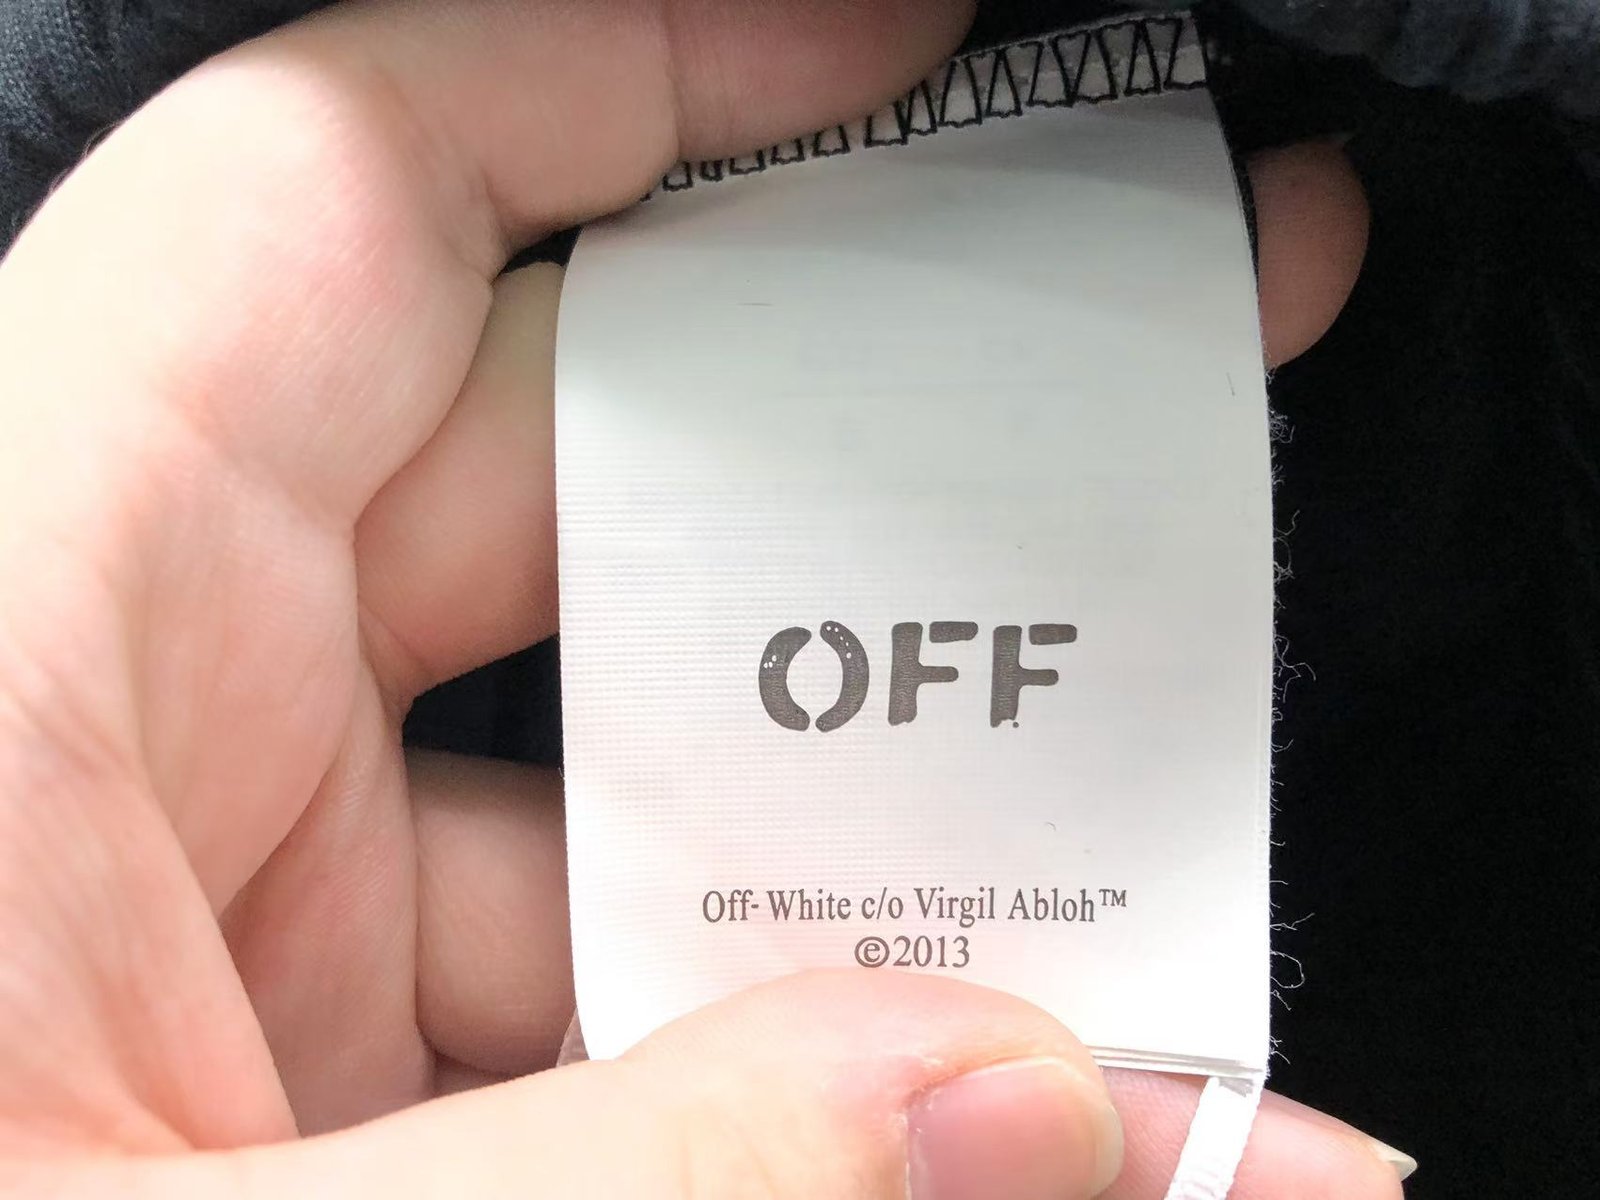 OFF
Off-White c/o Virgil Abloh™
©2013